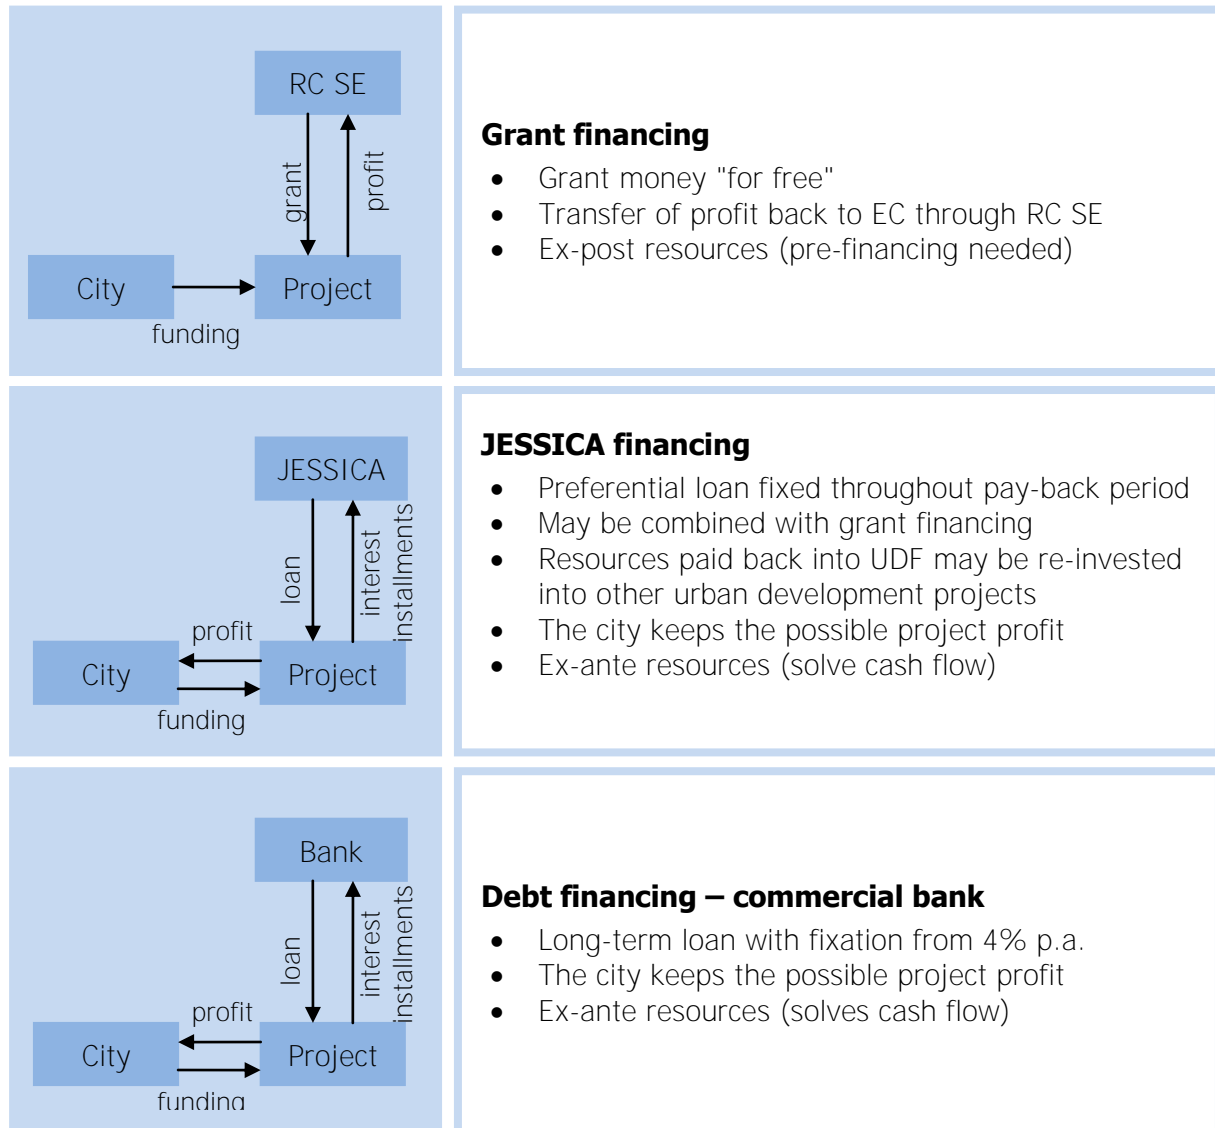 RC SE
grant
profit
City
Project
funding
Grant financing
• Grant money "for free"
• Transfer of profit back to EC through RC SE
• Ex-post resources (pre-financing needed)
JESSICA
loan
interest
installments
profit
City
Project
funding
JESSICA financing
• Preferential loan fixed throughout pay-back period
• May be combined with grant financing
• Resources paid back into UDF may be re-invested
into other urban development projects
• The city keeps the possible project profit
• Ex-ante resources (solve cash flow)
Bank
loan
interest
installments
profit
City
Project
funding
Debt financing – commercial bank
• Long-term loan with fixation from 4% p.a.
• The city keeps the possible project profit
• Ex-ante resources (solves cash flow)